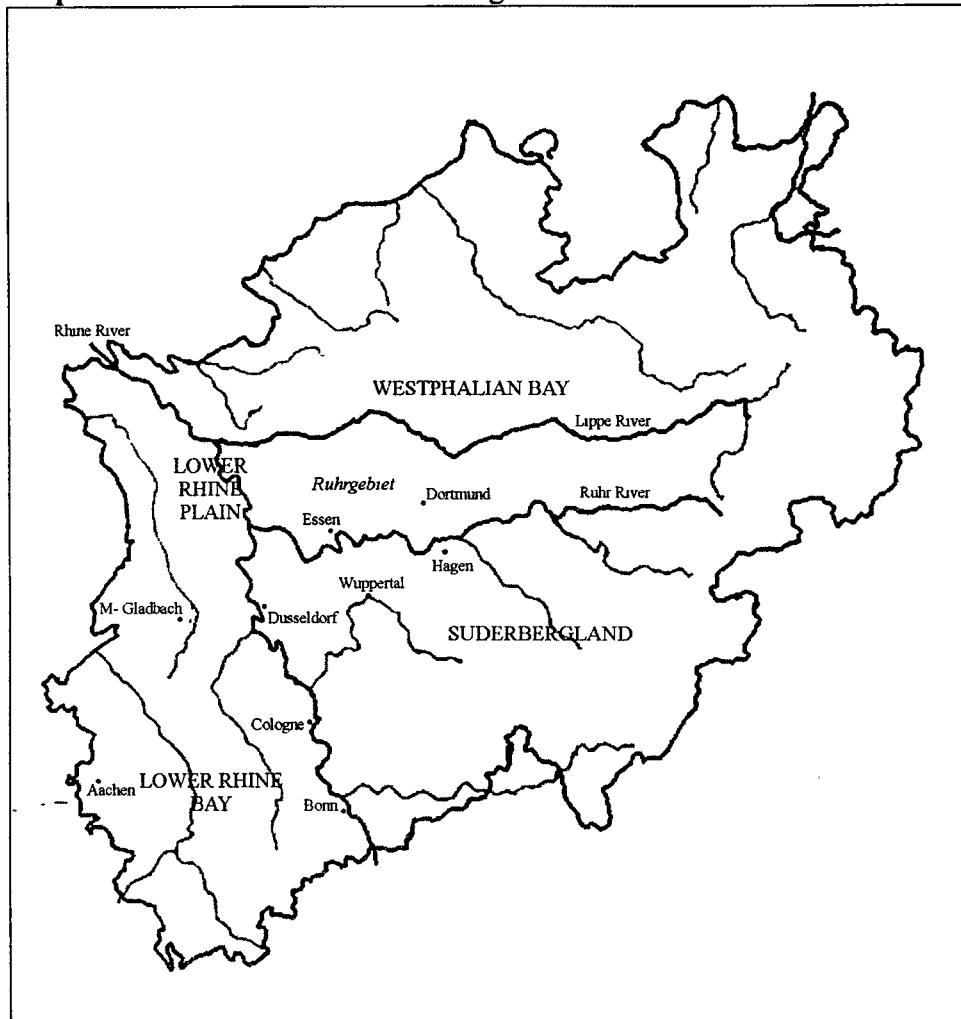 Rhine River
WESTPHALIAN BAY
Lippe River
LOWER
RHINE
PLAIN
Ruhrgebiet
Dortmund
Ruhr River
Essen
Hagen
Wuppertal
M- Gladbach
Dusseldorf
SUDERBERGLAND
Cologne
Aachen
LOWER RHINE
BAY
Bonn